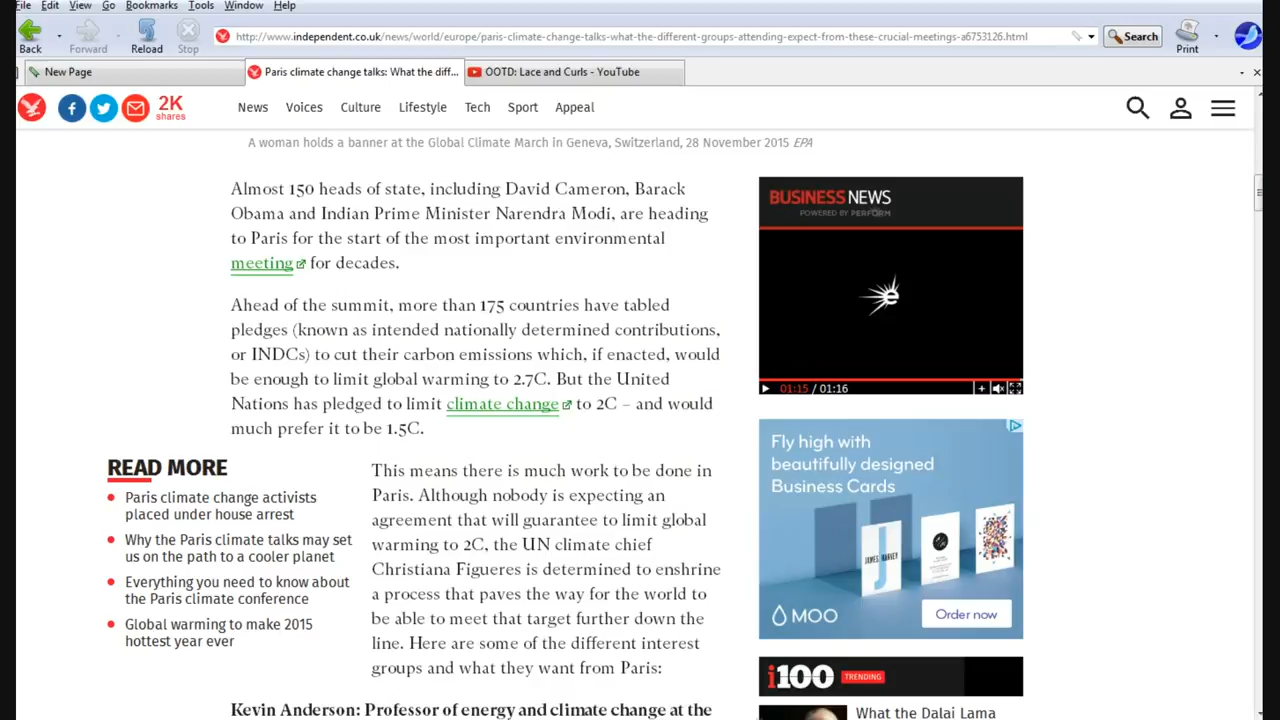 File Edit View Go Bookmarks Tools Window Help
Back Forward Reload Stop
http://www.independent.co.uk/news/world/europe/paris-climate-change-talks-what-the-different-groups-attending-expect-from-these-crucial-meetings-a6753126.html
Search
Print
New Page
Paris climate change talks: What the diff...
OOTD: Lace and Curls - YouTube
2K
shares
News Voices Culture Lifestyle Tech Sport Appeal
A woman holds a banner at the Global Climate March in Geneva, Switzerland, 28 November 2015 EPA
Almost 150 heads of state, including David Cameron, Barack
Obama and Indian Prime Minister Narendra Modi, are heading
to Paris for the start of the most important environmental
meeting for decades.
Ahead of the summit, more than 175 countries have tabled
pledges (known as intended nationally determined contributions,
or INDCs) to cut their carbon emissions which, if enacted, would
be enough to limit global warming to 2.7C. But the United
Nations has pledged to limit climate change to 2C – and would
much prefer it to be 1.5C.
READ MORE
Paris climate change activists
placed under house arrest
Why the Paris climate talks may set
us on the path to a cooler planet
Everything you need to know about
the Paris climate conference
Global warming to make 2015
hottest year ever
This means there is much work to be done in
Paris. Although nobody is expecting an
agreement that will guarantee to limit global
warming to 2C, the UN climate chief
Christiana Figueres is determined to enshrine
a process that paves the way for the world to
be able to meet that target further down the
line. Here are some of the different interest
groups and what they want from Paris:
Kevin Anderson: Professor of energy and climate change at the
BUSINESS NEWS
POWERED BY PERFORM
e
01:15 / 01:16
Fly high with
beautifully designed
Business Cards
JAMES HARVEY
J
MOO
Order now
i100 TRENDING
What the Dalai Lama